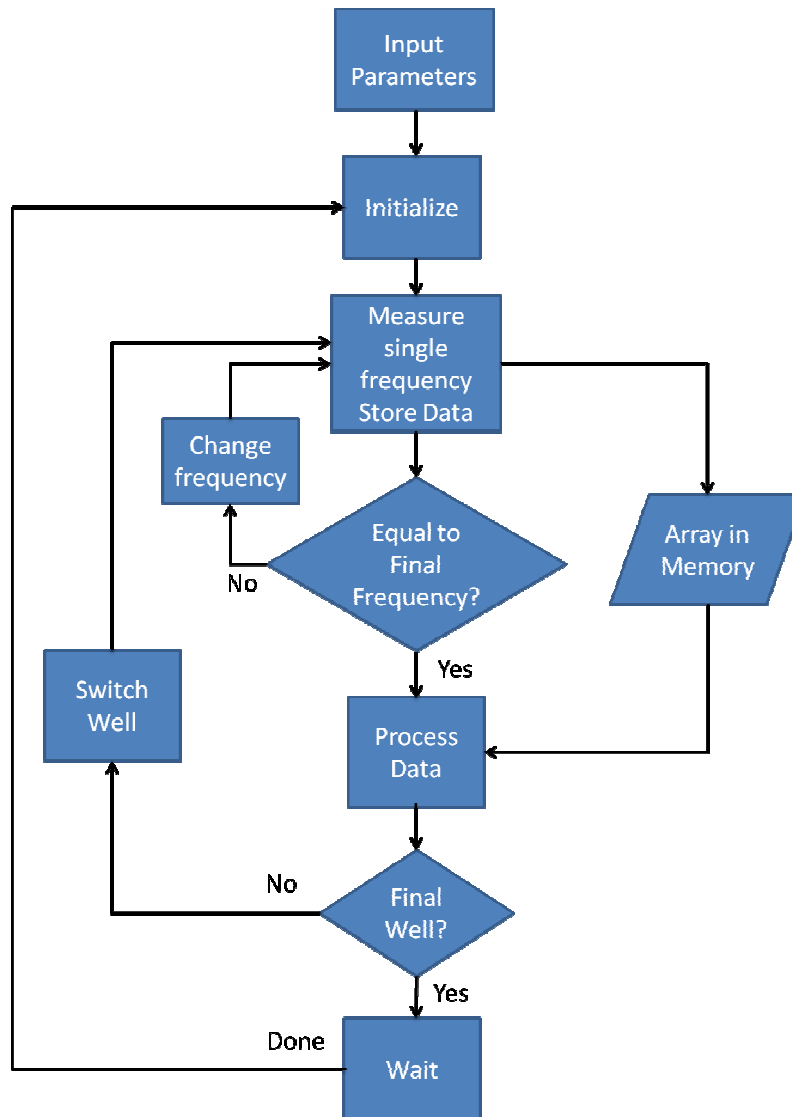 Input
Parameters
Initialize
Measure
single
frequency
Store Data
Change
frequency
Equal to
Final
Frequency?
No
Array in
Memory
Yes
Switch
Well
Process
Data
No
Final
Well?
Yes
Done
Wait